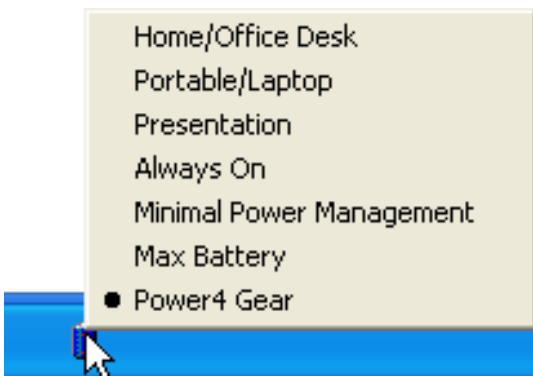 Home/Office Desk
Portable/Laptop
Presentation
Always On
Minimal Power Management
Max Battery
Power4 Gear